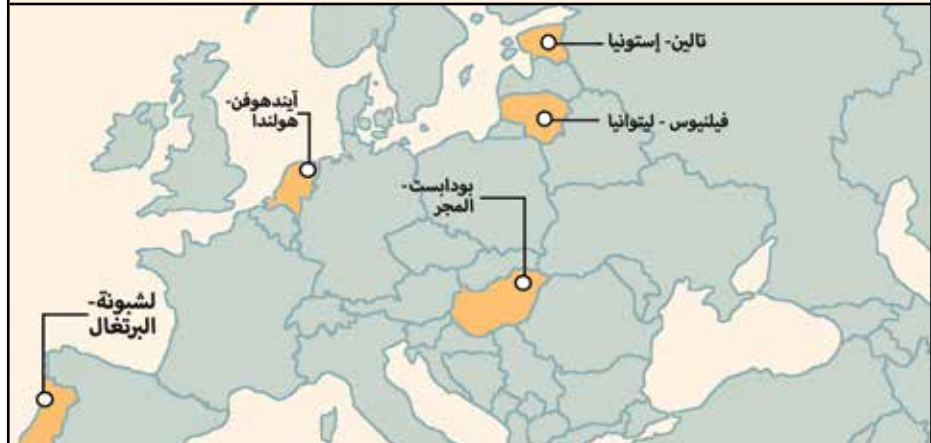 تالين- إستونيا
آيندهوفن-
هولندا
فيلنيوس - ليتوانيا
بودابست-
المجر
لشبونة-
البرتغال